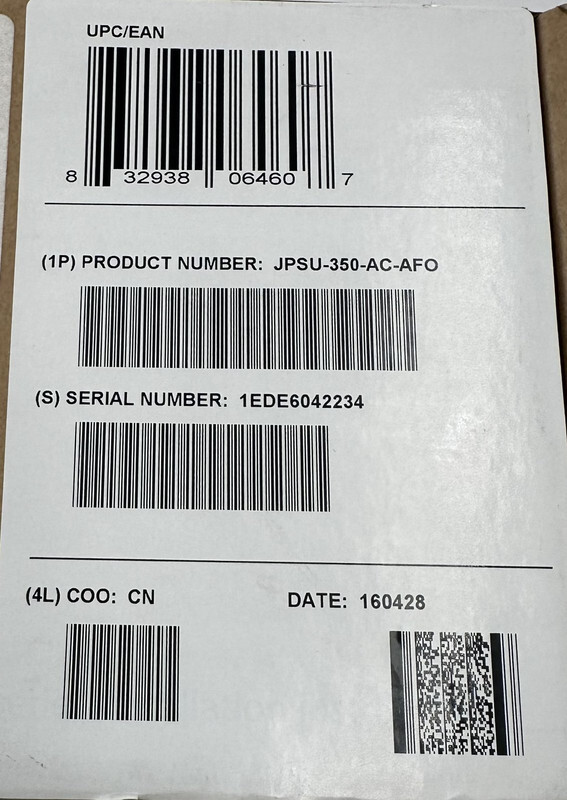 UPC/EAN
8 32938 06460 7
(1P) PRODUCT NUMBER: JPSU-350-AC-AFO
(S) SERIAL NUMBER: 1EDE6042234
(4L) COO: CN DATE: 160428